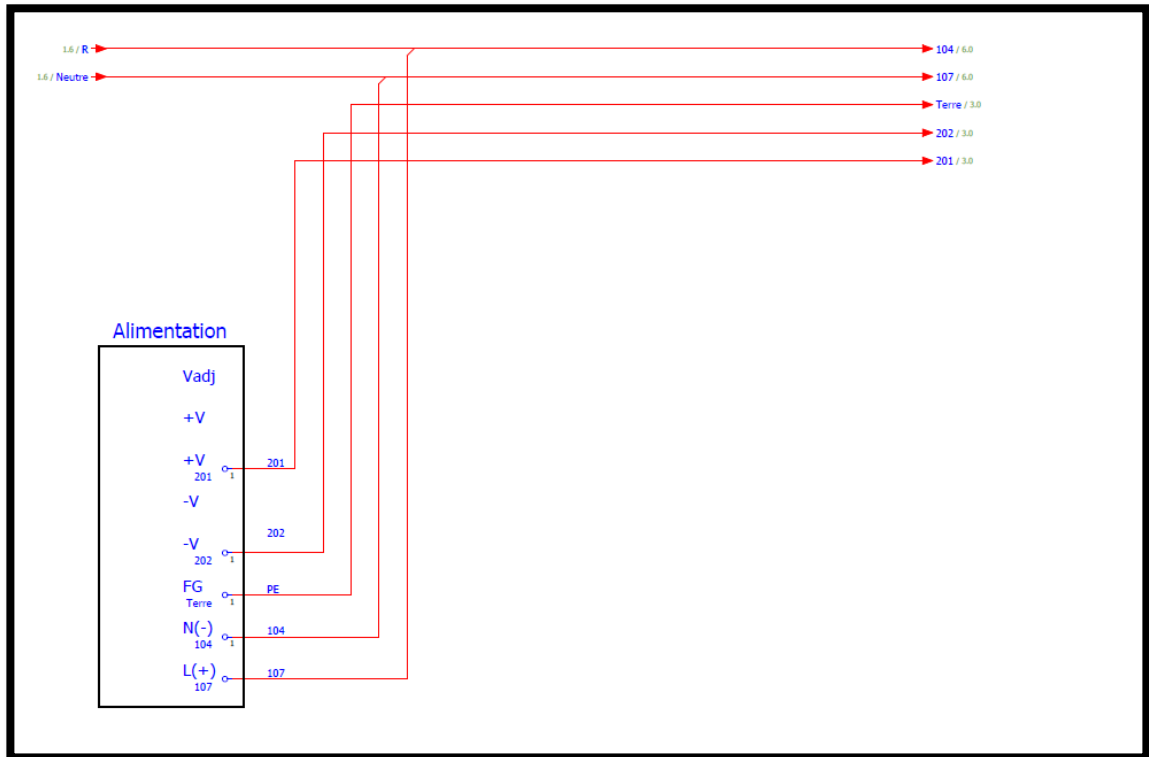 1.6 / R
104 / 6.0
1.6 / Neutre
107 / 6.0
Terre / 3.0
202 / 3.0
201 / 3.0
Alimentation
Vadj
+V
+V
201
1
201
-V
-V
202
1
202
FG
Terre
1
PE
N(-)
104
1
104
L(+)
107
107